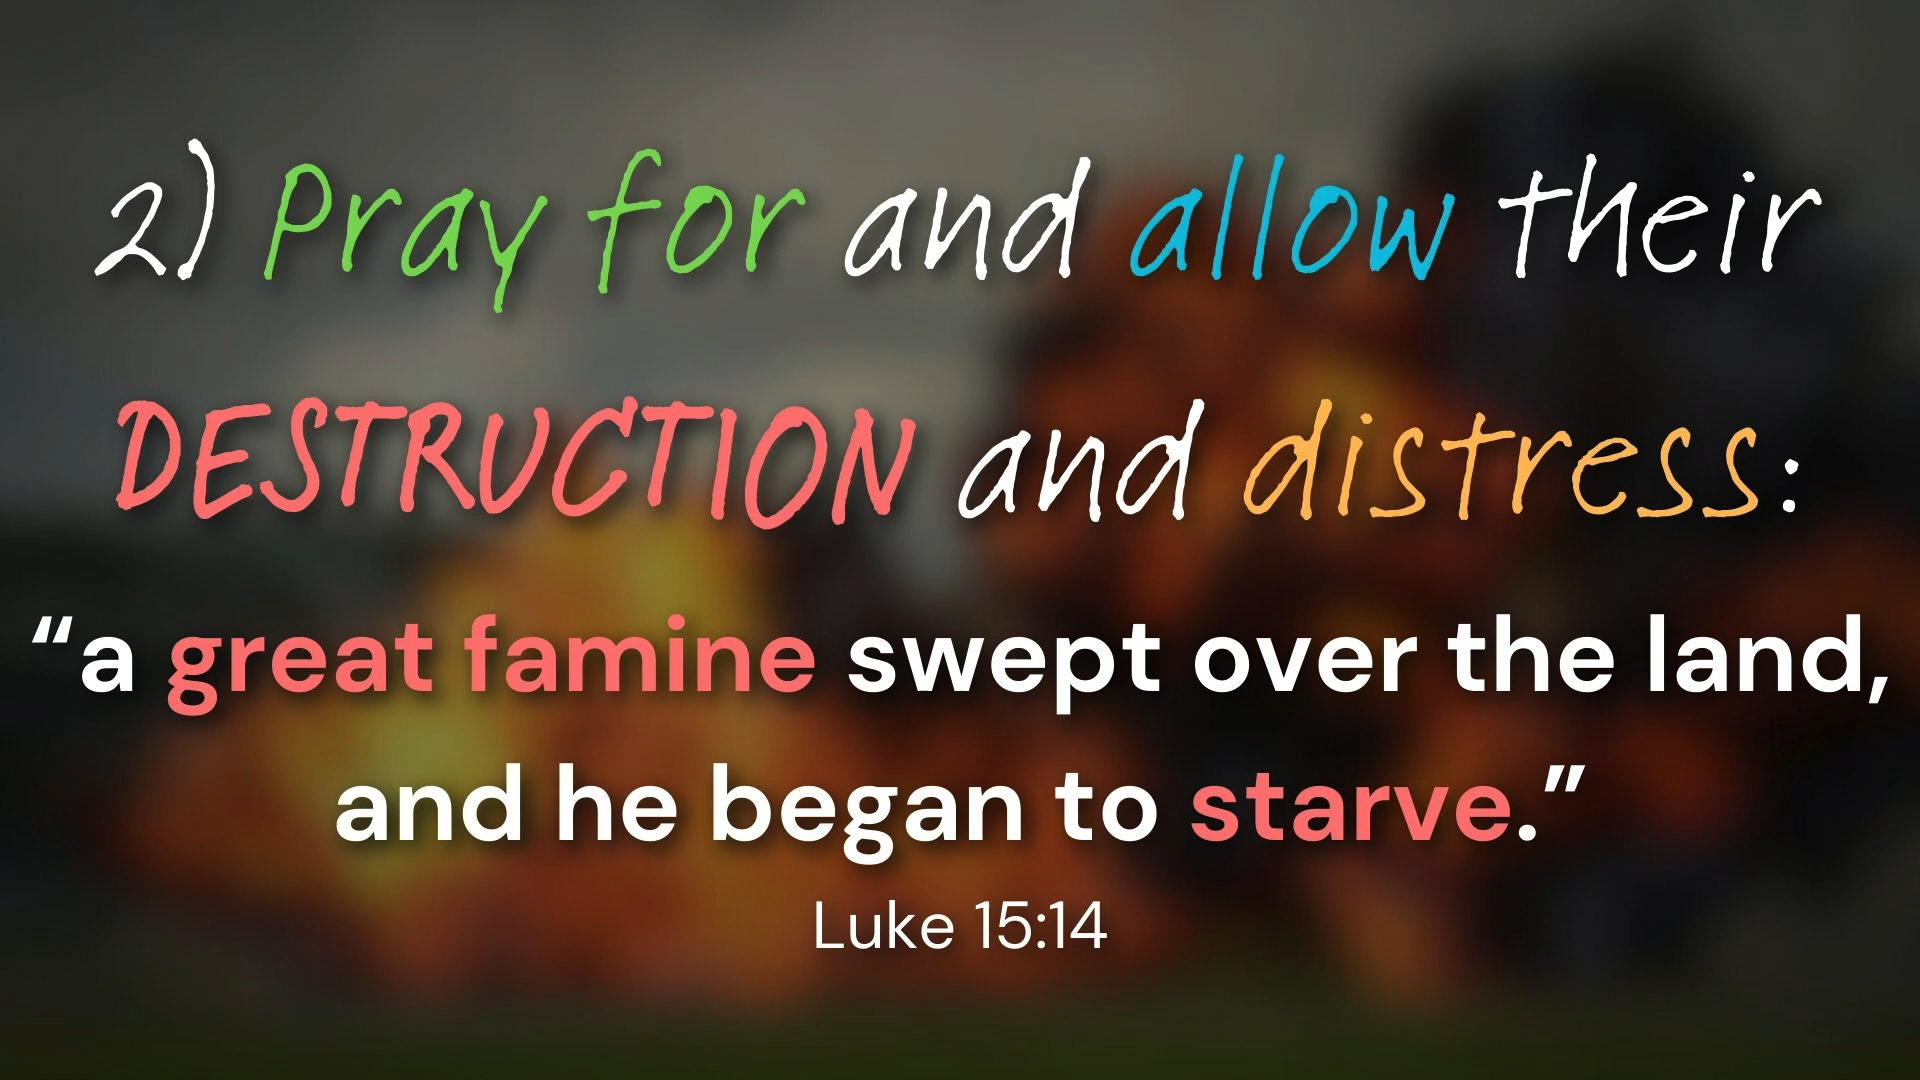 2) Pray for and allow their
DESTRUCTION and distress:
“a great famine swept over the land,
and he began to starve.”
Luke 15:14